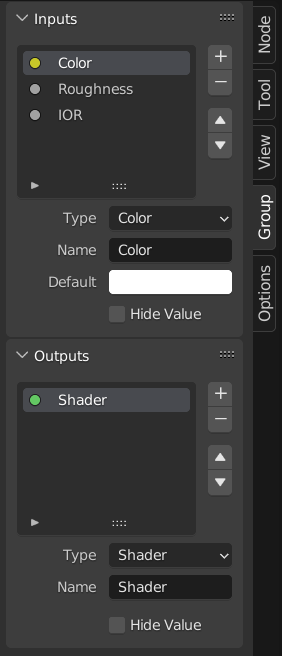 Inputs
Color
Roughness
IOR
Type Color
Name Color
Default
Hide Value
Outputs
Shader
Type Shader
Name Shader
Hide Value
Node
Tool
View
Group
Options